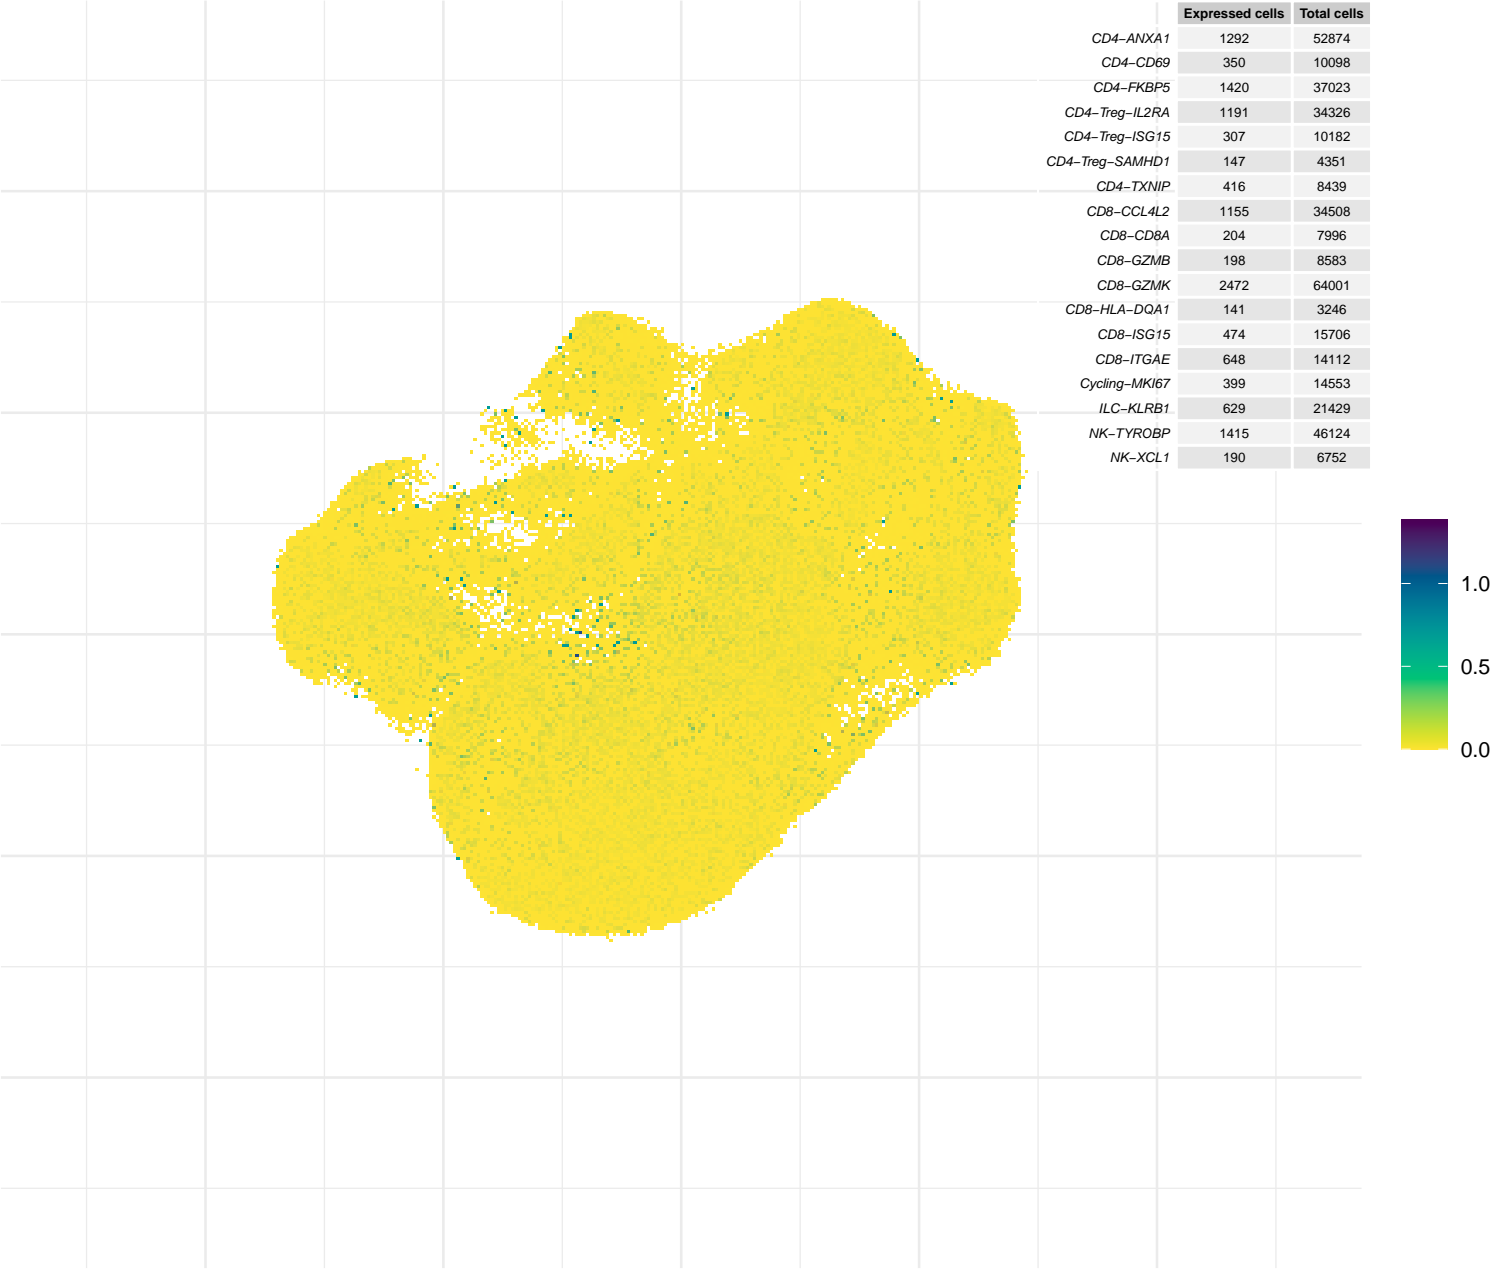 Expressed cells Total cells
CD4−ANXA1 1292 52874
CD4−CD69 350 10098
CD4−FKBP5 1420 37023
CD4−Treg−IL2RA 1191 34326
CD4−Treg−ISG15 307 10182
CD4−Treg−SAMHD1 147 4351
CD4−TXNIP 416 8439
CD8−CCL4L2 1155 34508
CD8−CD8A 204 7996
CD8−GZMB 198 8583
CD8−GZMK 2472 64001
CD8−HLA−DQA1 141 3246
CD8−ISG15 474 15706
CD8−ITGAE 648 14112
Cycling−MKI67 399 14553
ILC−KLRB1 629 21429
NK−TYROBP 1415 46124
NK−XCL1 190 6752
1.0
0.5
0.0